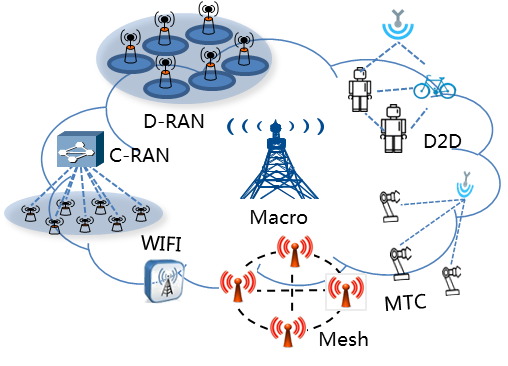 D-RAN
C-RAN
D2D
Macro
WIFI
MTC
Mesh